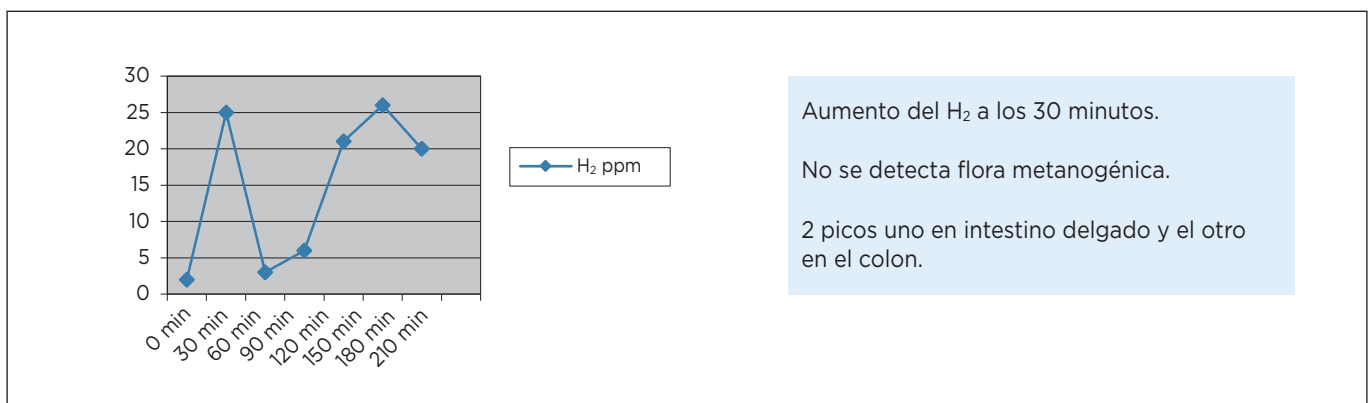 30
25
20
15
10
5
0
0 min
30 min
60 min
90 min
120 min
150 min
180 min
210 min
H₂ ppm
Aumento del H₂ a los 30 minutos.
No se detecta flora metanogénica.
2 picos uno en intestino delgado y el otro
en el colon.